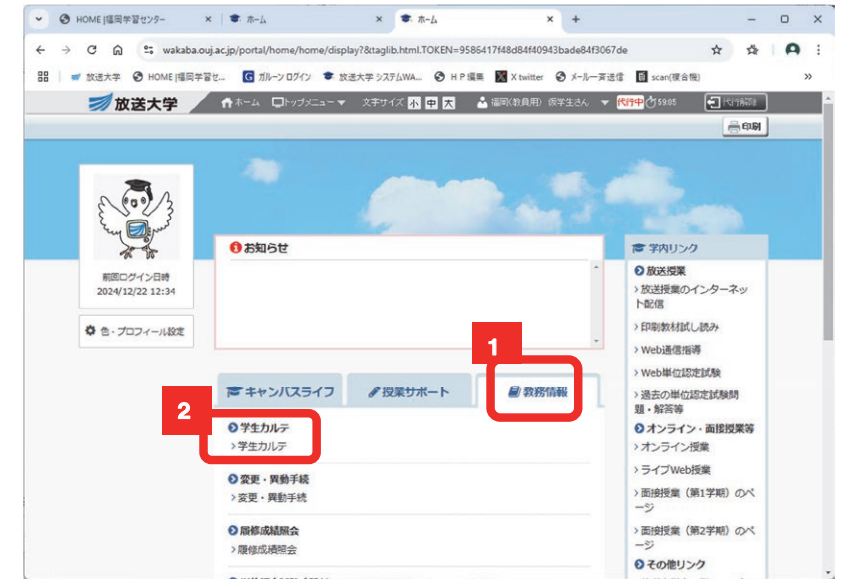 HOME |福岡学習センター
ホーム
ホーム
wakaba.ouj.ac.jp/portal/home/home/display?&taglib.html.TOKEN=9586417f48d84f40943bade84f3067de
放送大学
HOME |福岡学習セ...
ガルーンログイン
放送大学 システムWA...
H P 編集
X twitter
メール一斉送信
scan(複合機)
放送大学
ホーム
トップメニュー
文字サイズ 小 中 大
福岡(教員用) 仮学生さん
代行中
59:05
代行解除
印刷
前回ログイン日時
2024/12/22 12:34
色・プロフィール設定
お知らせ
1
キャンパスライフ
授業サポート
教務情報
2
学生カルテ
›学生カルテ
変更・異動手続
›変更・異動手続
履修成績照会
›履修成績照会
学内リンク
放送授業
›放送授業のインターネッ
ト配信
›印刷教材試し読み
›Web通信指導
›Web単位認定試験
›過去の単位認定試験問
題・解答等
オンライン・面接授業等
›オンライン授業
›ライブWeb授業
›面接授業（第1学期）のペ
ージ
›面接授業（第2学期）のペ
ージ
その他リンク